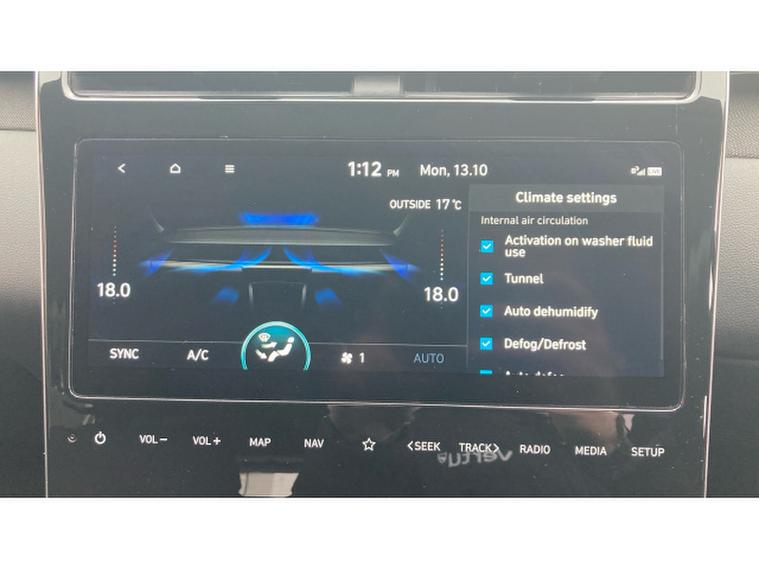 1:12 PM Mon, 13.10
LIVE
OUTSIDE 17°C
Climate settings
Internal air circulation
Activation on washer fluid
use
Tunnel
Auto dehumidify
Defog/Defrost
18.0
18.0
SYNC A/C 1 AUTO
VOL− VOL+ MAP NAV SEEK TRACK RADIO MEDIA SETUP
vertu